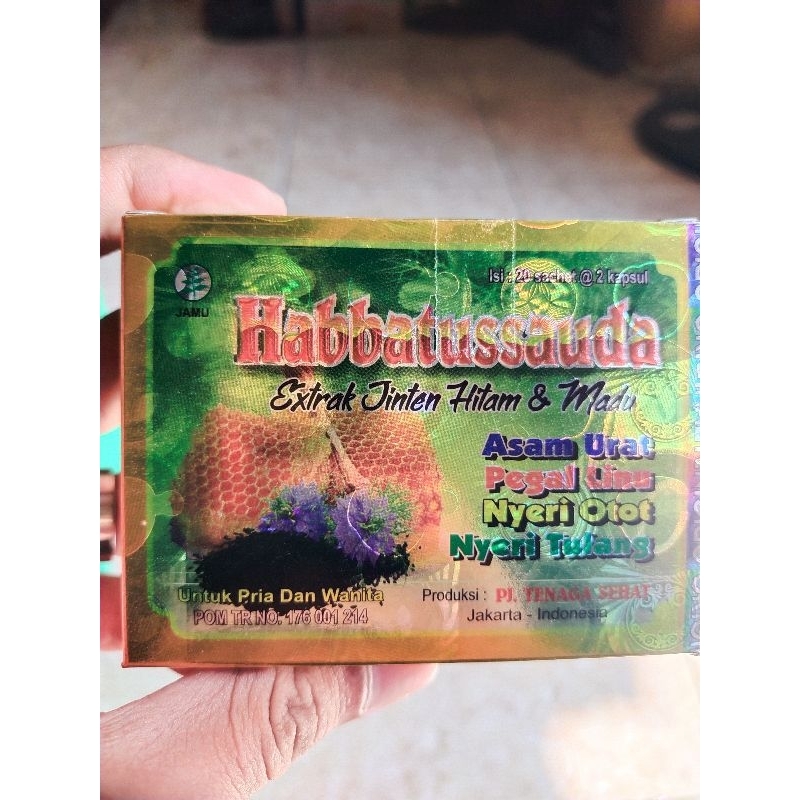 Isi : 20 sachet @ 2 kapsul
JAMU
Habbatussauda
Extrak Jinten Hitam & Madu
Asam Urat
Pegal Linu
Nyeri Otot
Nyeri Tulang
Untuk Pria Dan Wanita
POM TR NO. 176 001 214
Produksi : PJ. TENAGA SEHAT
Jakarta - Indonesia